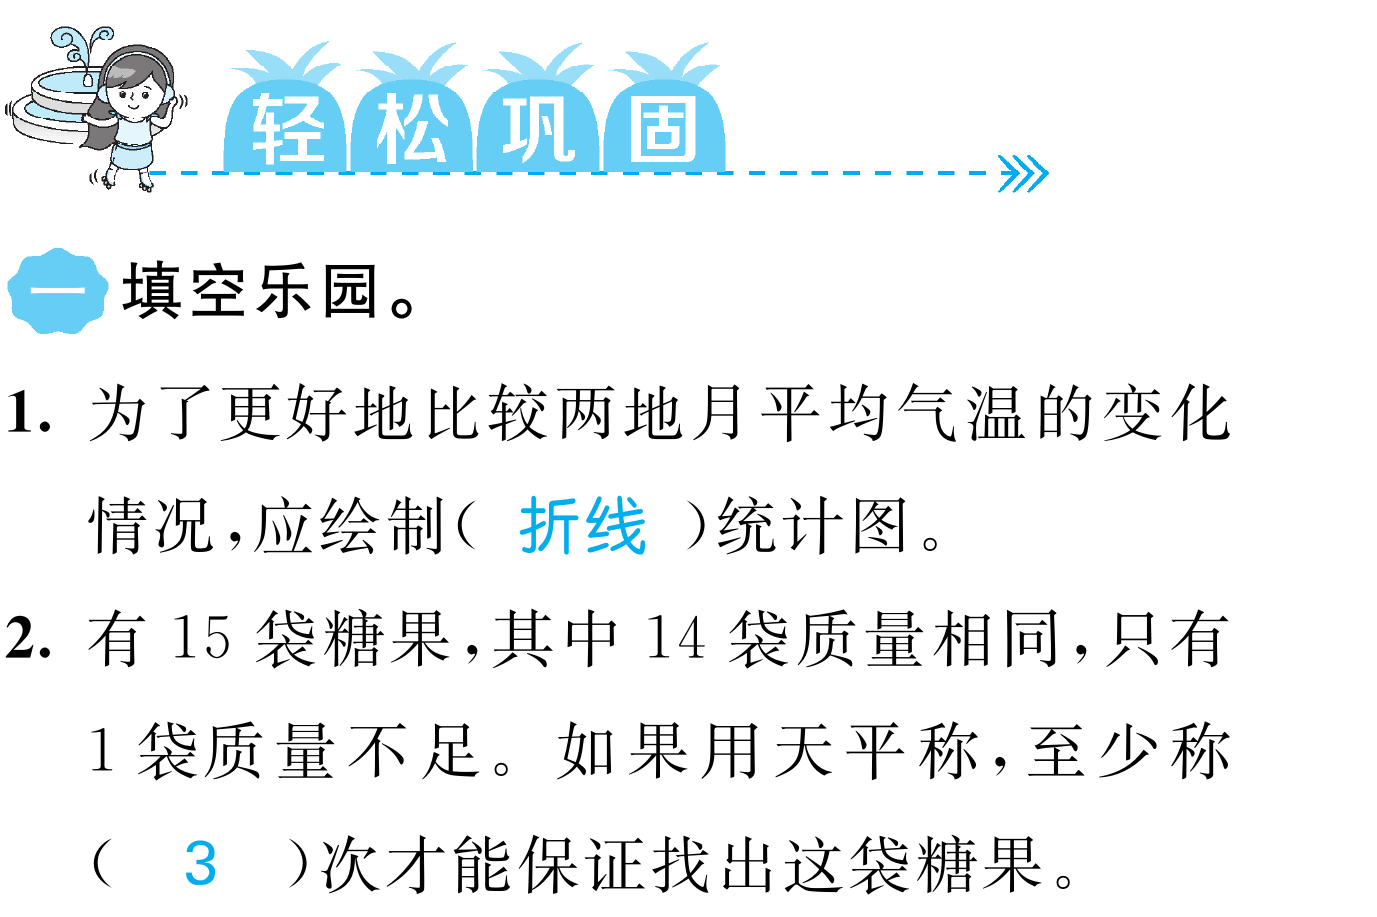 轻松巩固
一 填空乐园。
1. 为了更好地比较两地月平均气温的变化
情况,应绘制( 折线 )统计图。
2. 有 15 袋糖果,其中 14 袋质量相同,只有
1 袋质量不足。如果用天平称,至少称
( 3 )次才能保证找出这袋糖果。